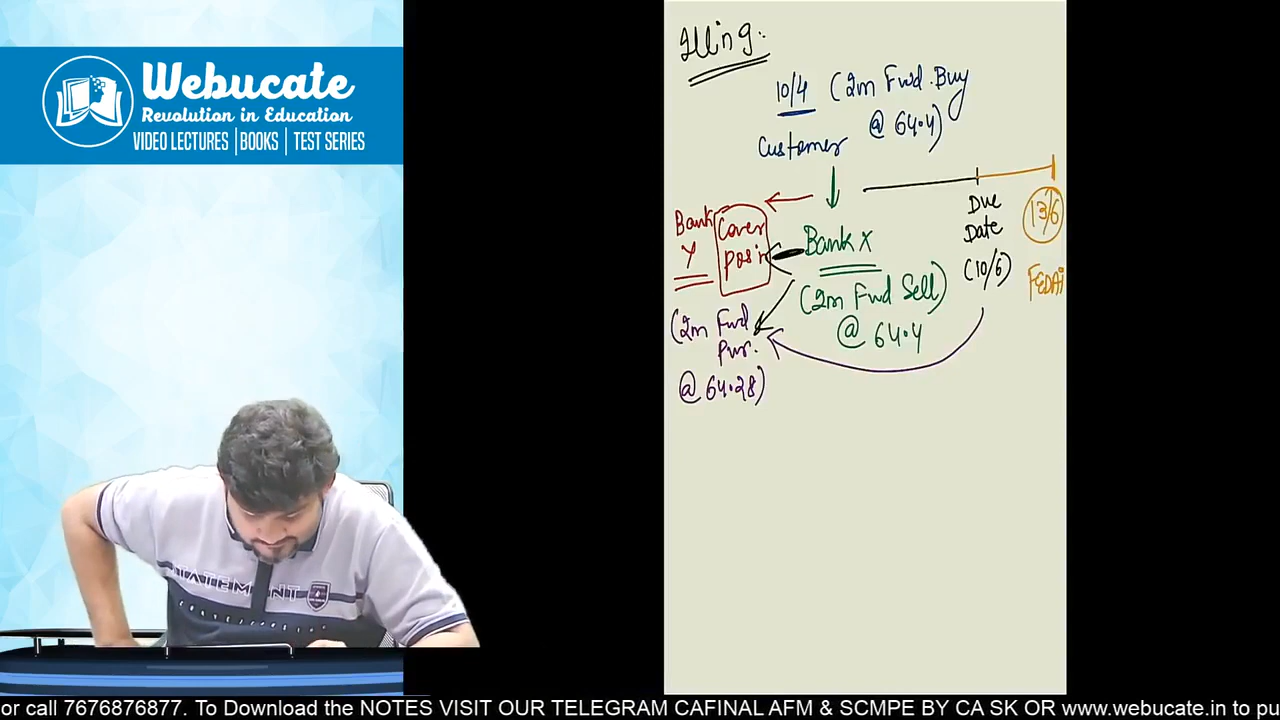 Webucate
Revolution in Education
VIDEO LECTURES | BOOKS | TEST SERIES
10/4 (2m Fwd. Buy
@ 64.4)
Customer
Bank
Y
Cover
posn
Bank X
(2m Fwd Sell)
@ 64.4
Due
Date
(10/6)
13/6
FEDAi
(2m Fwd
Pur.
@ 64.28)
STATEMENT
or call 7676876877. To Download the NOTES VISIT OUR TELEGRAM CAFINAL AFM & SCMPE BY CA SK OR www.webucate.in to pu